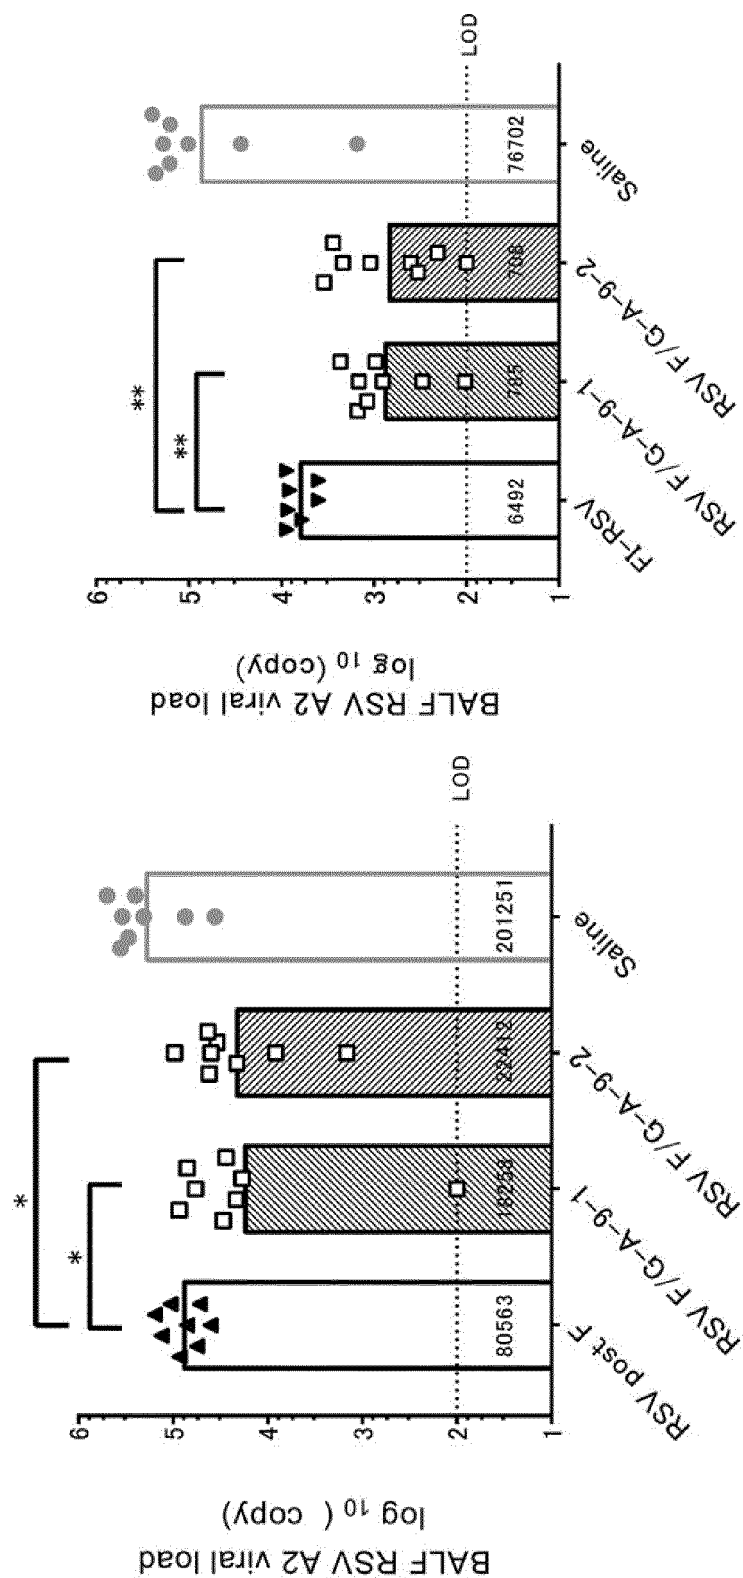 BALF RSV A2 viral load
log 10 ( copy)
6
5
4
3
2
1
*
*
LOD
80563
22412
201251
RSV post F
RSV F/G-A-9-1
RSV F/G-A-9-2
Saline
BALF RSV A2 viral load
log 10 (copy)
6
5
4
3
2
1
**
**
LOD
6492
785
708
76702
FI-RSV
RSV F/G-A-9-1
RSV F/G-A-9-2
Saline